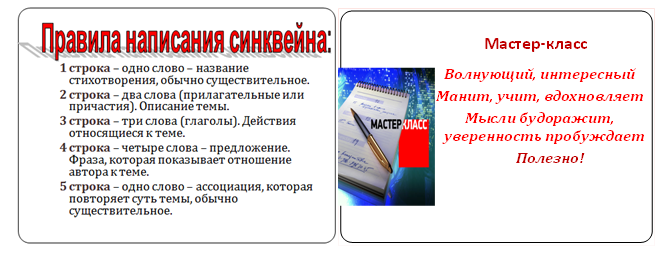 Правила написания синквейна:
1 строка – одно слово – название
стихотворения, обычно существительное.
2 строка – два слова (прилагательные или
причастия). Описание темы.
3 строка – три слова (глаголы). Действия
относящиеся к теме.
4 строка – четыре слова – предложение.
Фраза, которая показывает отношение
автора к теме.
5 строка – одно слово – ассоциация, которая
повторяет суть темы, обычно
существительное.
Мастер-класс
Волнующий, интересный
Манит, учит, вдохновляет
Мысли будоражит,
уверенность пробуждает
Полезно!
МАСТЕР-КЛАСС